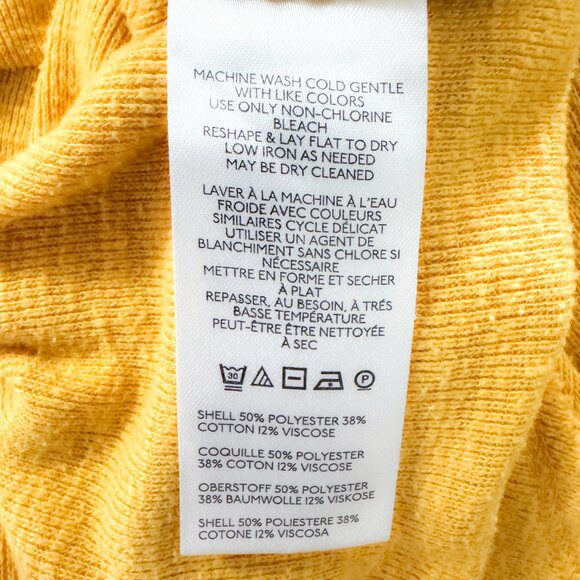 MACHINE WASH COLD GENTLE
WITH LIKE COLORS
USE ONLY NON-CHLORINE
BLEACH
RESHAPE & LAY FLAT TO DRY
LOW IRON AS NEEDED
MAY BE DRY CLEANED
LAVER À LA MACHINE À L'EAU
FROIDE AVEC COULEURS
SIMILAIRES CYCLE DÉLICAT
UTILISER UN AGENT DE
BLANCHIMENT SANS CHLORE SI
NÉCESSAIRE
METTRE EN FORME ET SECHER
À PLAT
REPASSER, AU BESOIN, À TRÉS
BASSE TEMPÉRATURE
PEUT-ÊTRE ÊTRE NETTOYÉE
À SEC
30 P
SHELL 50% POLYESTER 38%
COTTON 12% VISCOSE
COQUILLE 50% POLYESTER
38% COTON 12% VISCOSE
OBERSTOFF 50% POLYESTER
38% BAUMWOLLE 12% VISKOSE
SHELL 50% POLIESTERE 38%
COTONE 12% VISCOSA